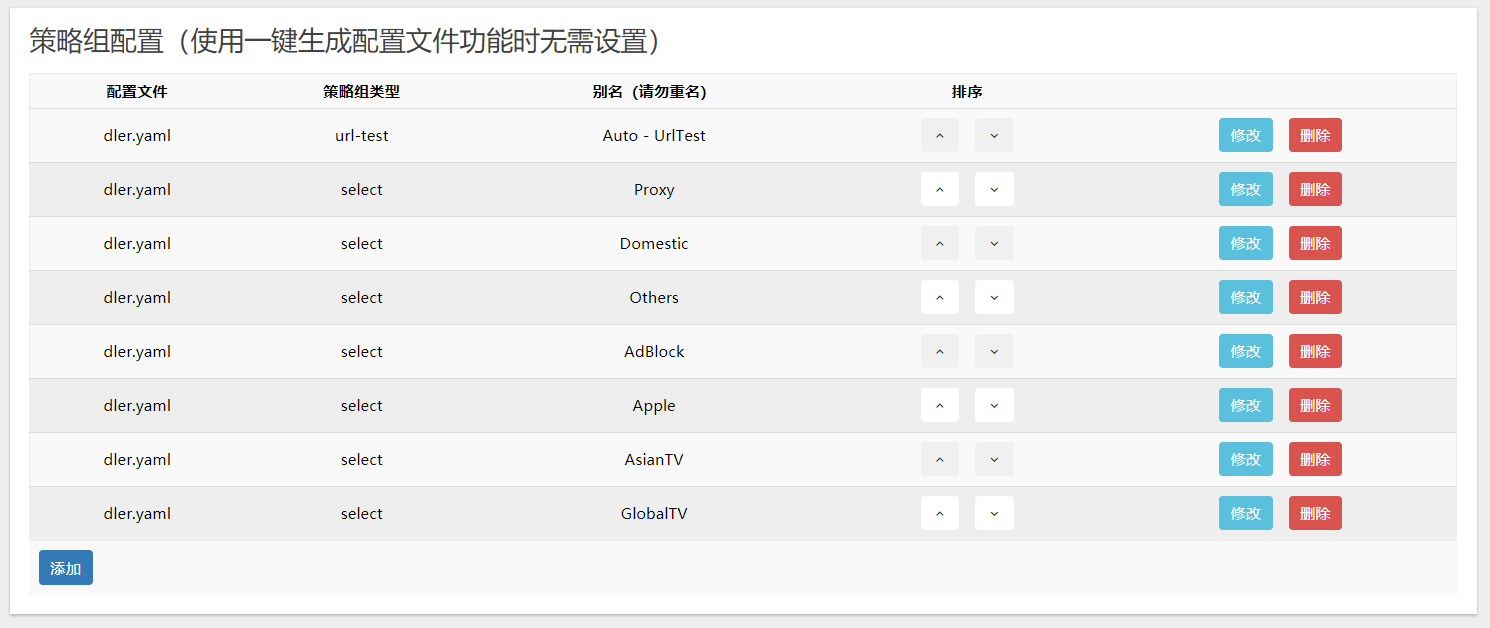 策略组配置（使用一键生成配置文件功能时无需设置）
配置文件 策略组类型 别名（请勿重名） 排序
dler.yaml url-test Auto - UrlTest 修改 删除
dler.yaml select Proxy 修改 删除
dler.yaml select Domestic 修改 删除
dler.yaml select Others 修改 删除
dler.yaml select AdBlock 修改 删除
dler.yaml select Apple 修改 删除
dler.yaml select AsianTV 修改 删除
dler.yaml select GlobalTV 修改 删除
添加